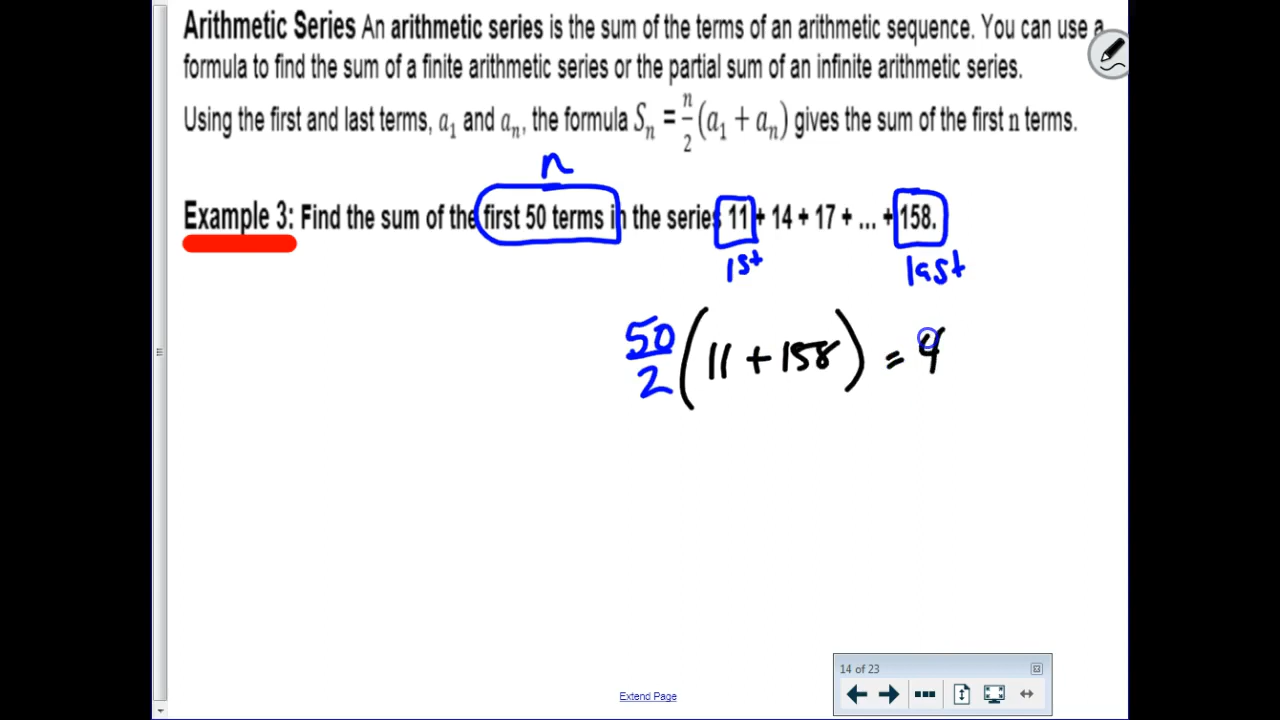 Arithmetic Series An arithmetic series is the sum of the terms of an arithmetic sequence. You can use a
formula to find the sum of a finite arithmetic series or the partial sum of an infinite arithmetic series.
Using the first and last terms, a₁ and aₙ, the formula Sₙ = n/2 (a₁ + aₙ) gives the sum of the first n terms.
n
Example 3: Find the sum of the first 50 terms in the series 11 + 14 + 17 + ... + 158.
1st last
50/2 (11 + 158) = 4
14 of 23
Extend Page